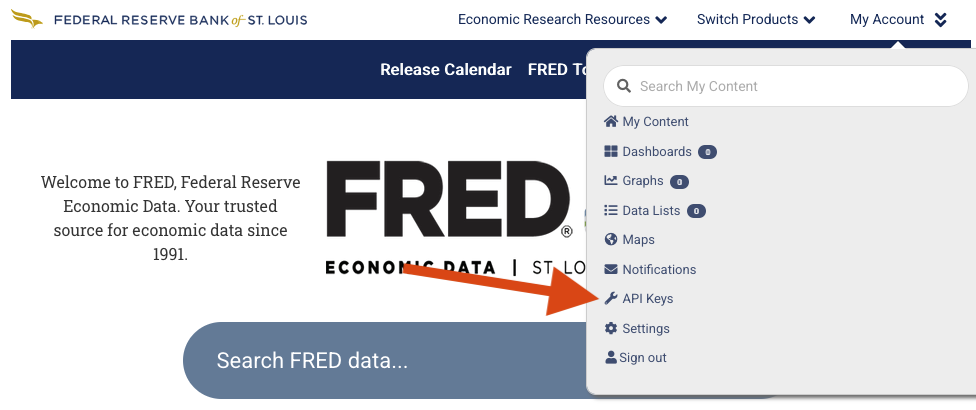 FEDERAL RESERVE BANK of ST. LOUIS
Economic Research Resources
Switch Products
My Account
Release Calendar
FRED
Search My Content
My Content
Dashboards 0
Graphs 0
Data Lists 0
Maps
Notifications
API Keys
Settings
Sign out
Welcome to FRED, Federal Reserve
Economic Data. Your trusted
source for economic data since
1991.
FRED®
ECONOMIC DATA | ST.
Search FRED data...